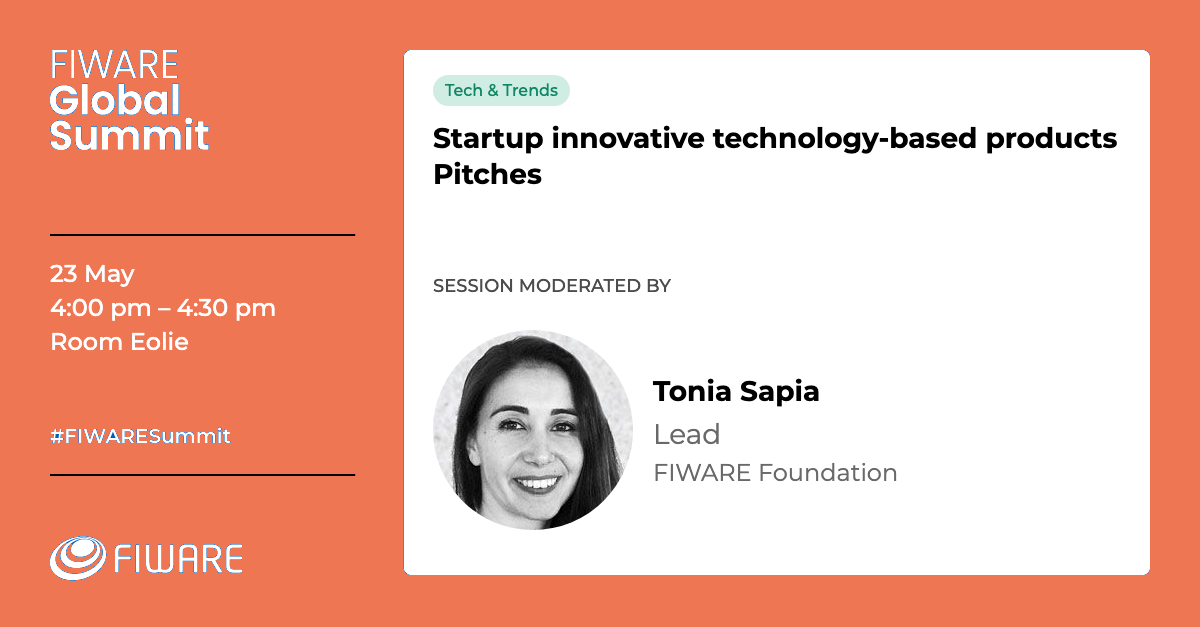 FIWARE
Global
Summit
23 May
4:00 pm – 4:30 pm
Room Eolie
#FIWARESummit
FIWARE
Tech & Trends
Startup innovative technology-based products
Pitches
SESSION MODERATED BY
Tonia Sapia
Lead
FIWARE Foundation